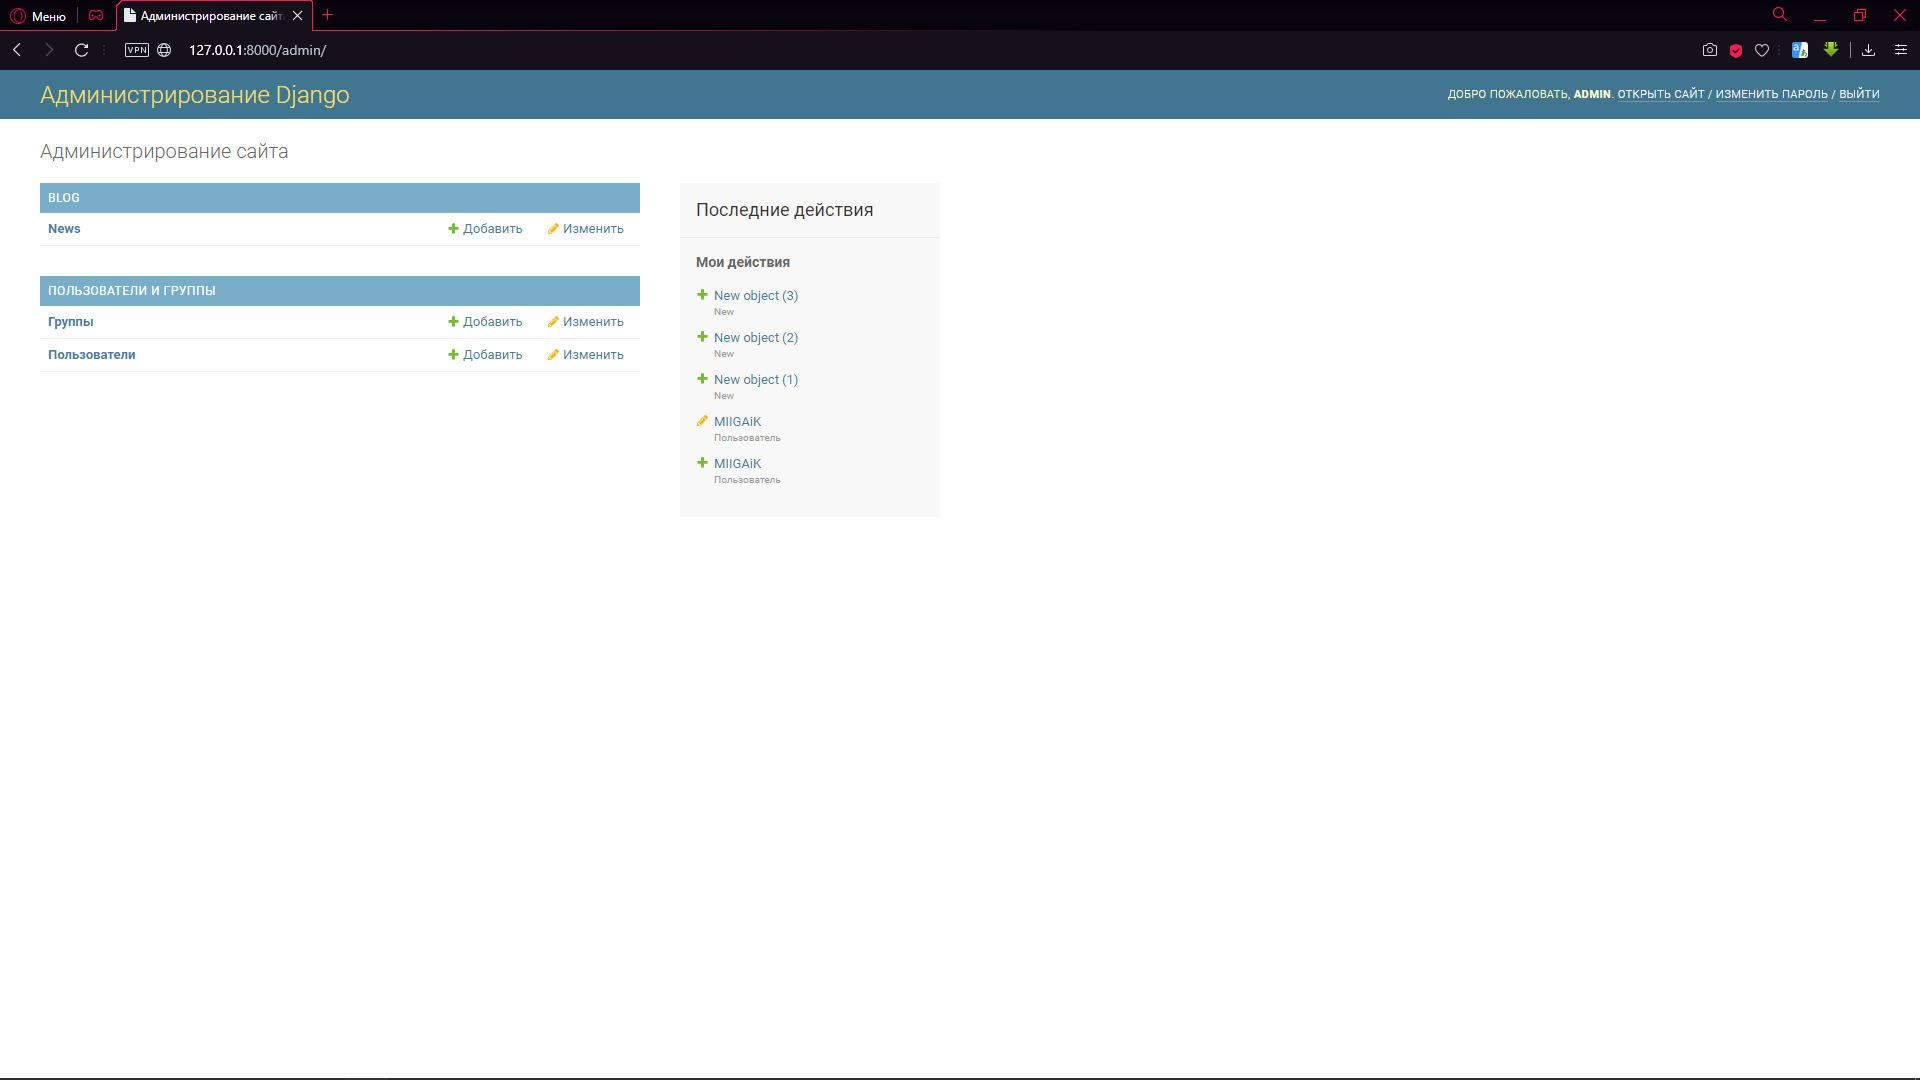 Меню
Администрирование сайт
VPN
127.0.0.1:8000/admin/
Администрирование Django
ДОБРО ПОЖАЛОВАТЬ, ADMIN. ОТКРЫТЬ САЙТ / ИЗМЕНИТЬ ПАРОЛЬ / ВЫЙТИ
Администрирование сайта
BLOG
News Добавить Изменить
ПОЛЬЗОВАТЕЛИ И ГРУППЫ
Группы Добавить Изменить
Пользователи Добавить Изменить
Последние действия
Мои действия
New object (3)
New
New object (2)
New
New object (1)
New
MIIGAiK
Пользователь
MIIGAiK
Пользователь